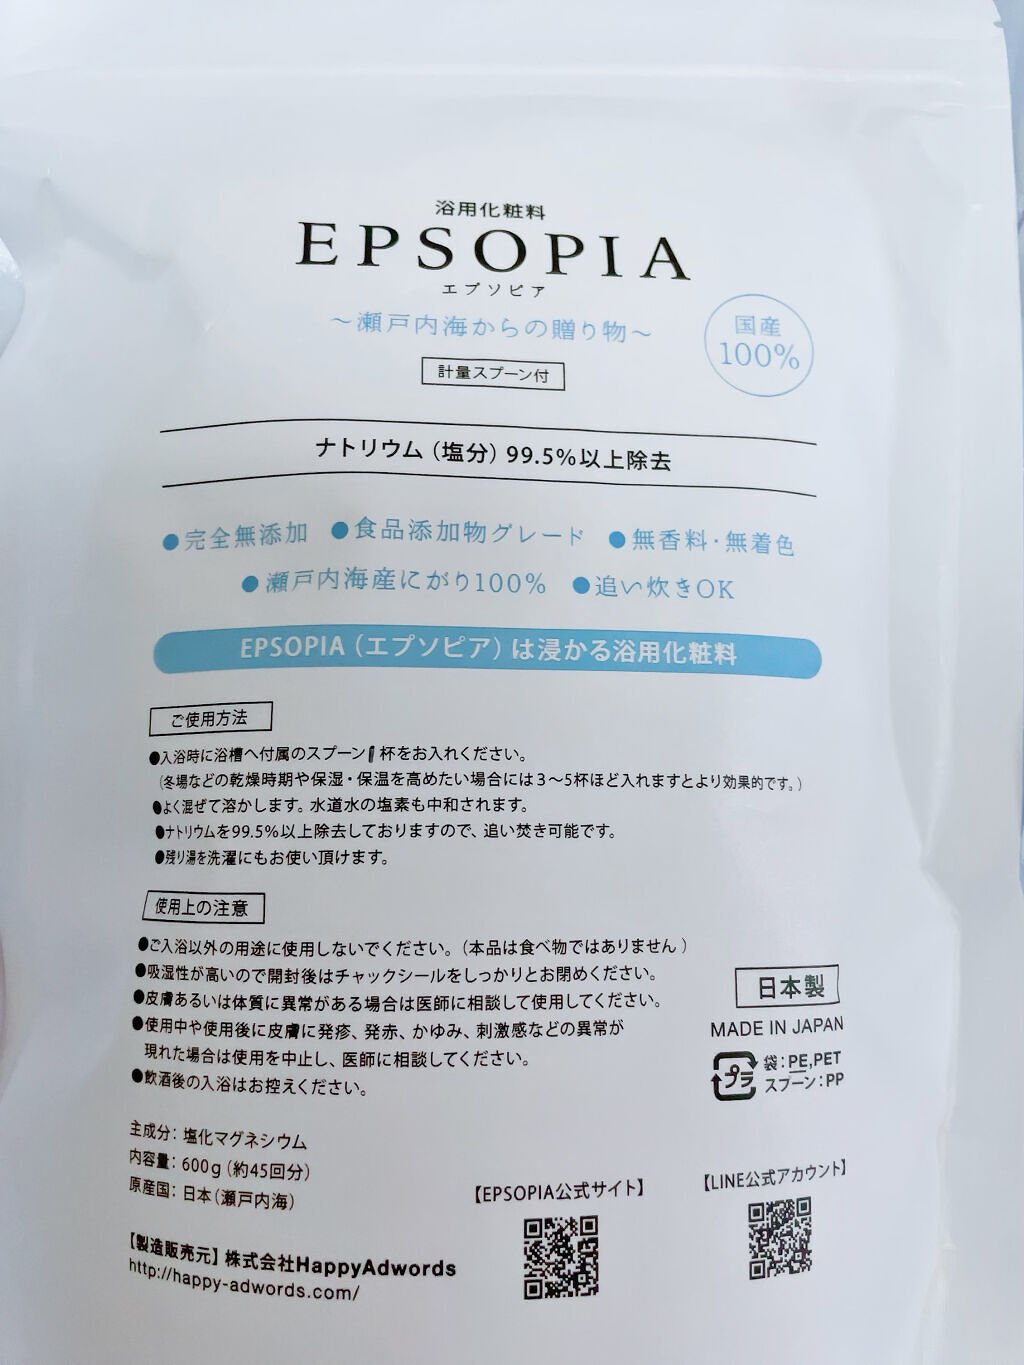 浴用化粧料
EPSOPIA
エプソピア
～瀬戸内海からの贈り物～
国産
100%
計量スプーン付
ナトリウム（塩分）99.5%以上除去
●完全無添加 ●食品添加物グレード ●無香料・無着色
●瀬戸内海産にがり100% ●追い炊きOK
EPSOPIA（エプソピア）は浸かる浴用化粧料
ご使用方法
●入浴時に浴槽へ付属のスプーン1杯をお入れください。
（冬場などの乾燥時期や保湿・保温を高めたい場合には３～5杯ほど入れますとより効果的です。）
●よく混ぜて溶かします。水道水の塩素も中和されます。
●ナトリウムを99.5%以上除去しておりますので、追い焚き可能です。
●残り湯を洗濯にもお使い頂けます。
使用上の注意
●ご入浴以外の用途に使用しないでください。（本品は食べ物ではありません）
●吸湿性が高いので開封後はチャックシールをしっかりとお閉めください。
●皮膚あるいは体質に異常がある場合は医師に相談して使用してください。
●使用中や使用後に皮膚に発疹、発赤、かゆみ、刺激感などの異常が
現れた場合は使用を中止し、医師に相談してください。
●飲酒後の入浴はお控えください。
日本製
MADE IN JAPAN
プラ
袋：PE,PET
スプーン：PP
主成分：塩化マグネシウム
内容量：600g（約45回分）
原産国：日本（瀬戸内海）
【製造販売元】株式会社HappyAdwords
http://happy-adwords.com/
【EPSOPIA公式サイト】
【LINE公式アカウント】